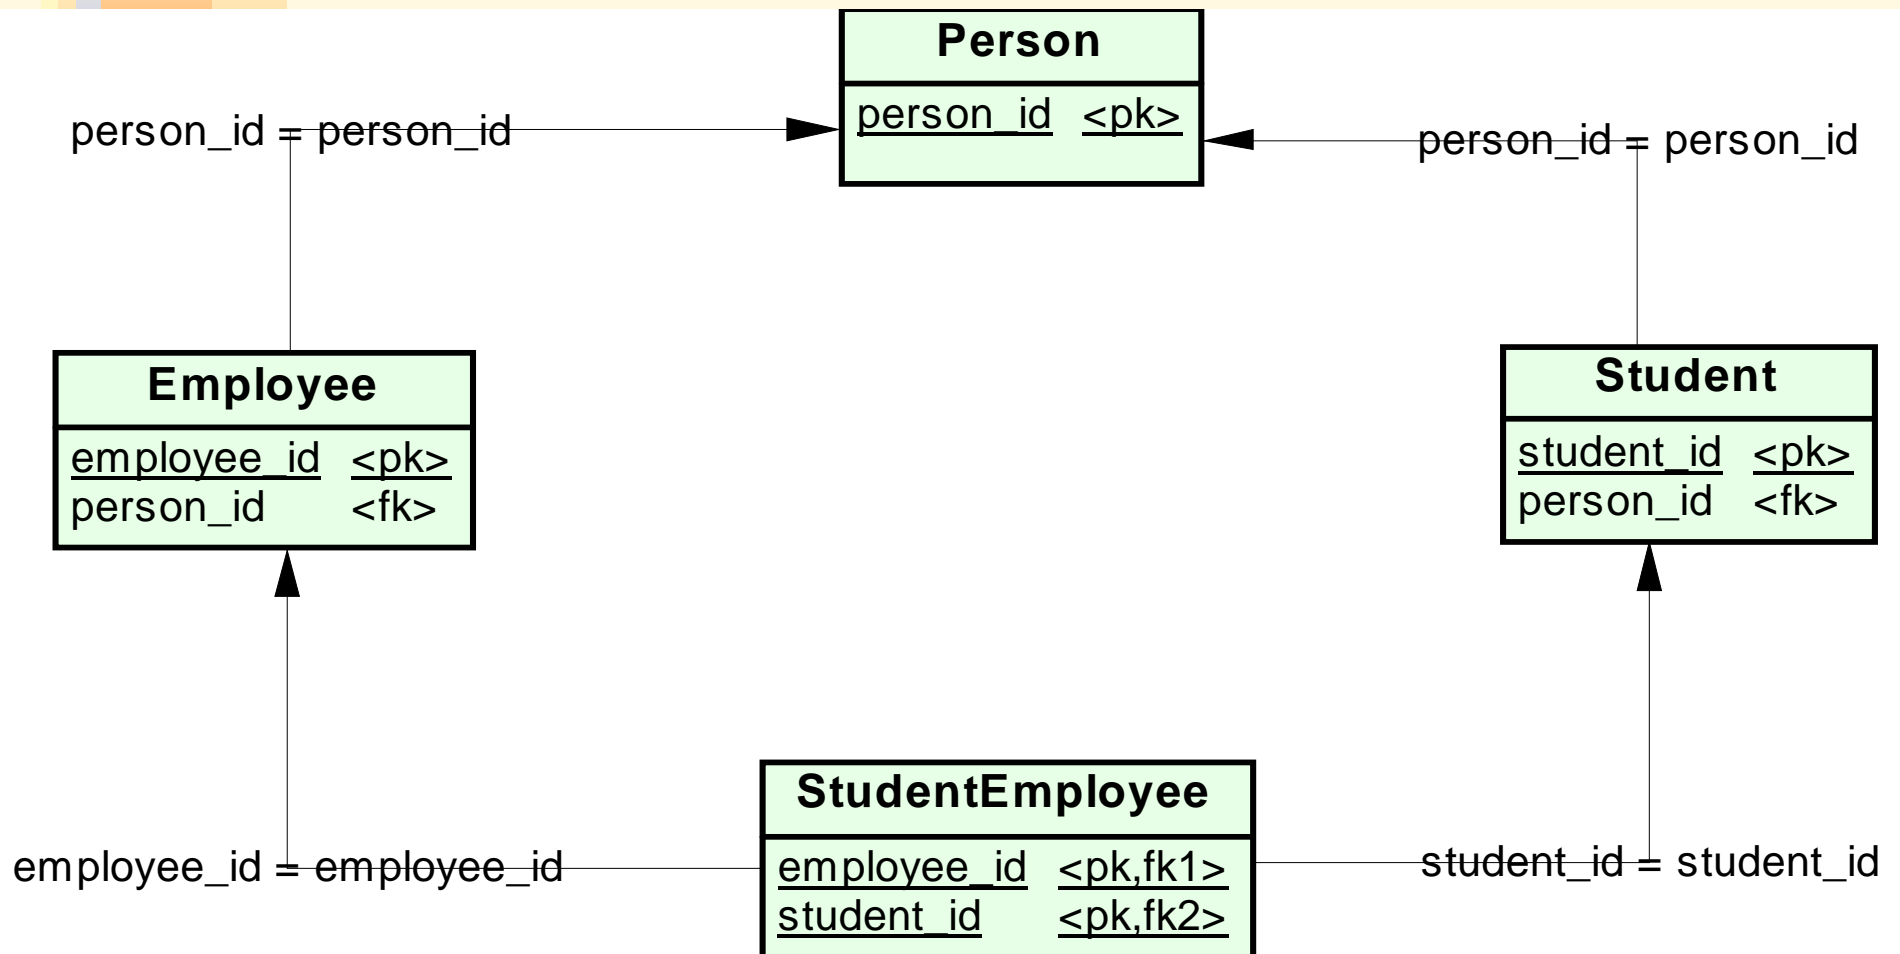 Person
person_id <pk>
person_id = person_id
person_id = person_id
Employee
employee_id <pk>
person_id <fk>
Student
student_id <pk>
person_id <fk>
StudentEmployee
employee_id <pk,fk1>
student_id <pk,fk2>
employee_id = employee_id
student_id = student_id